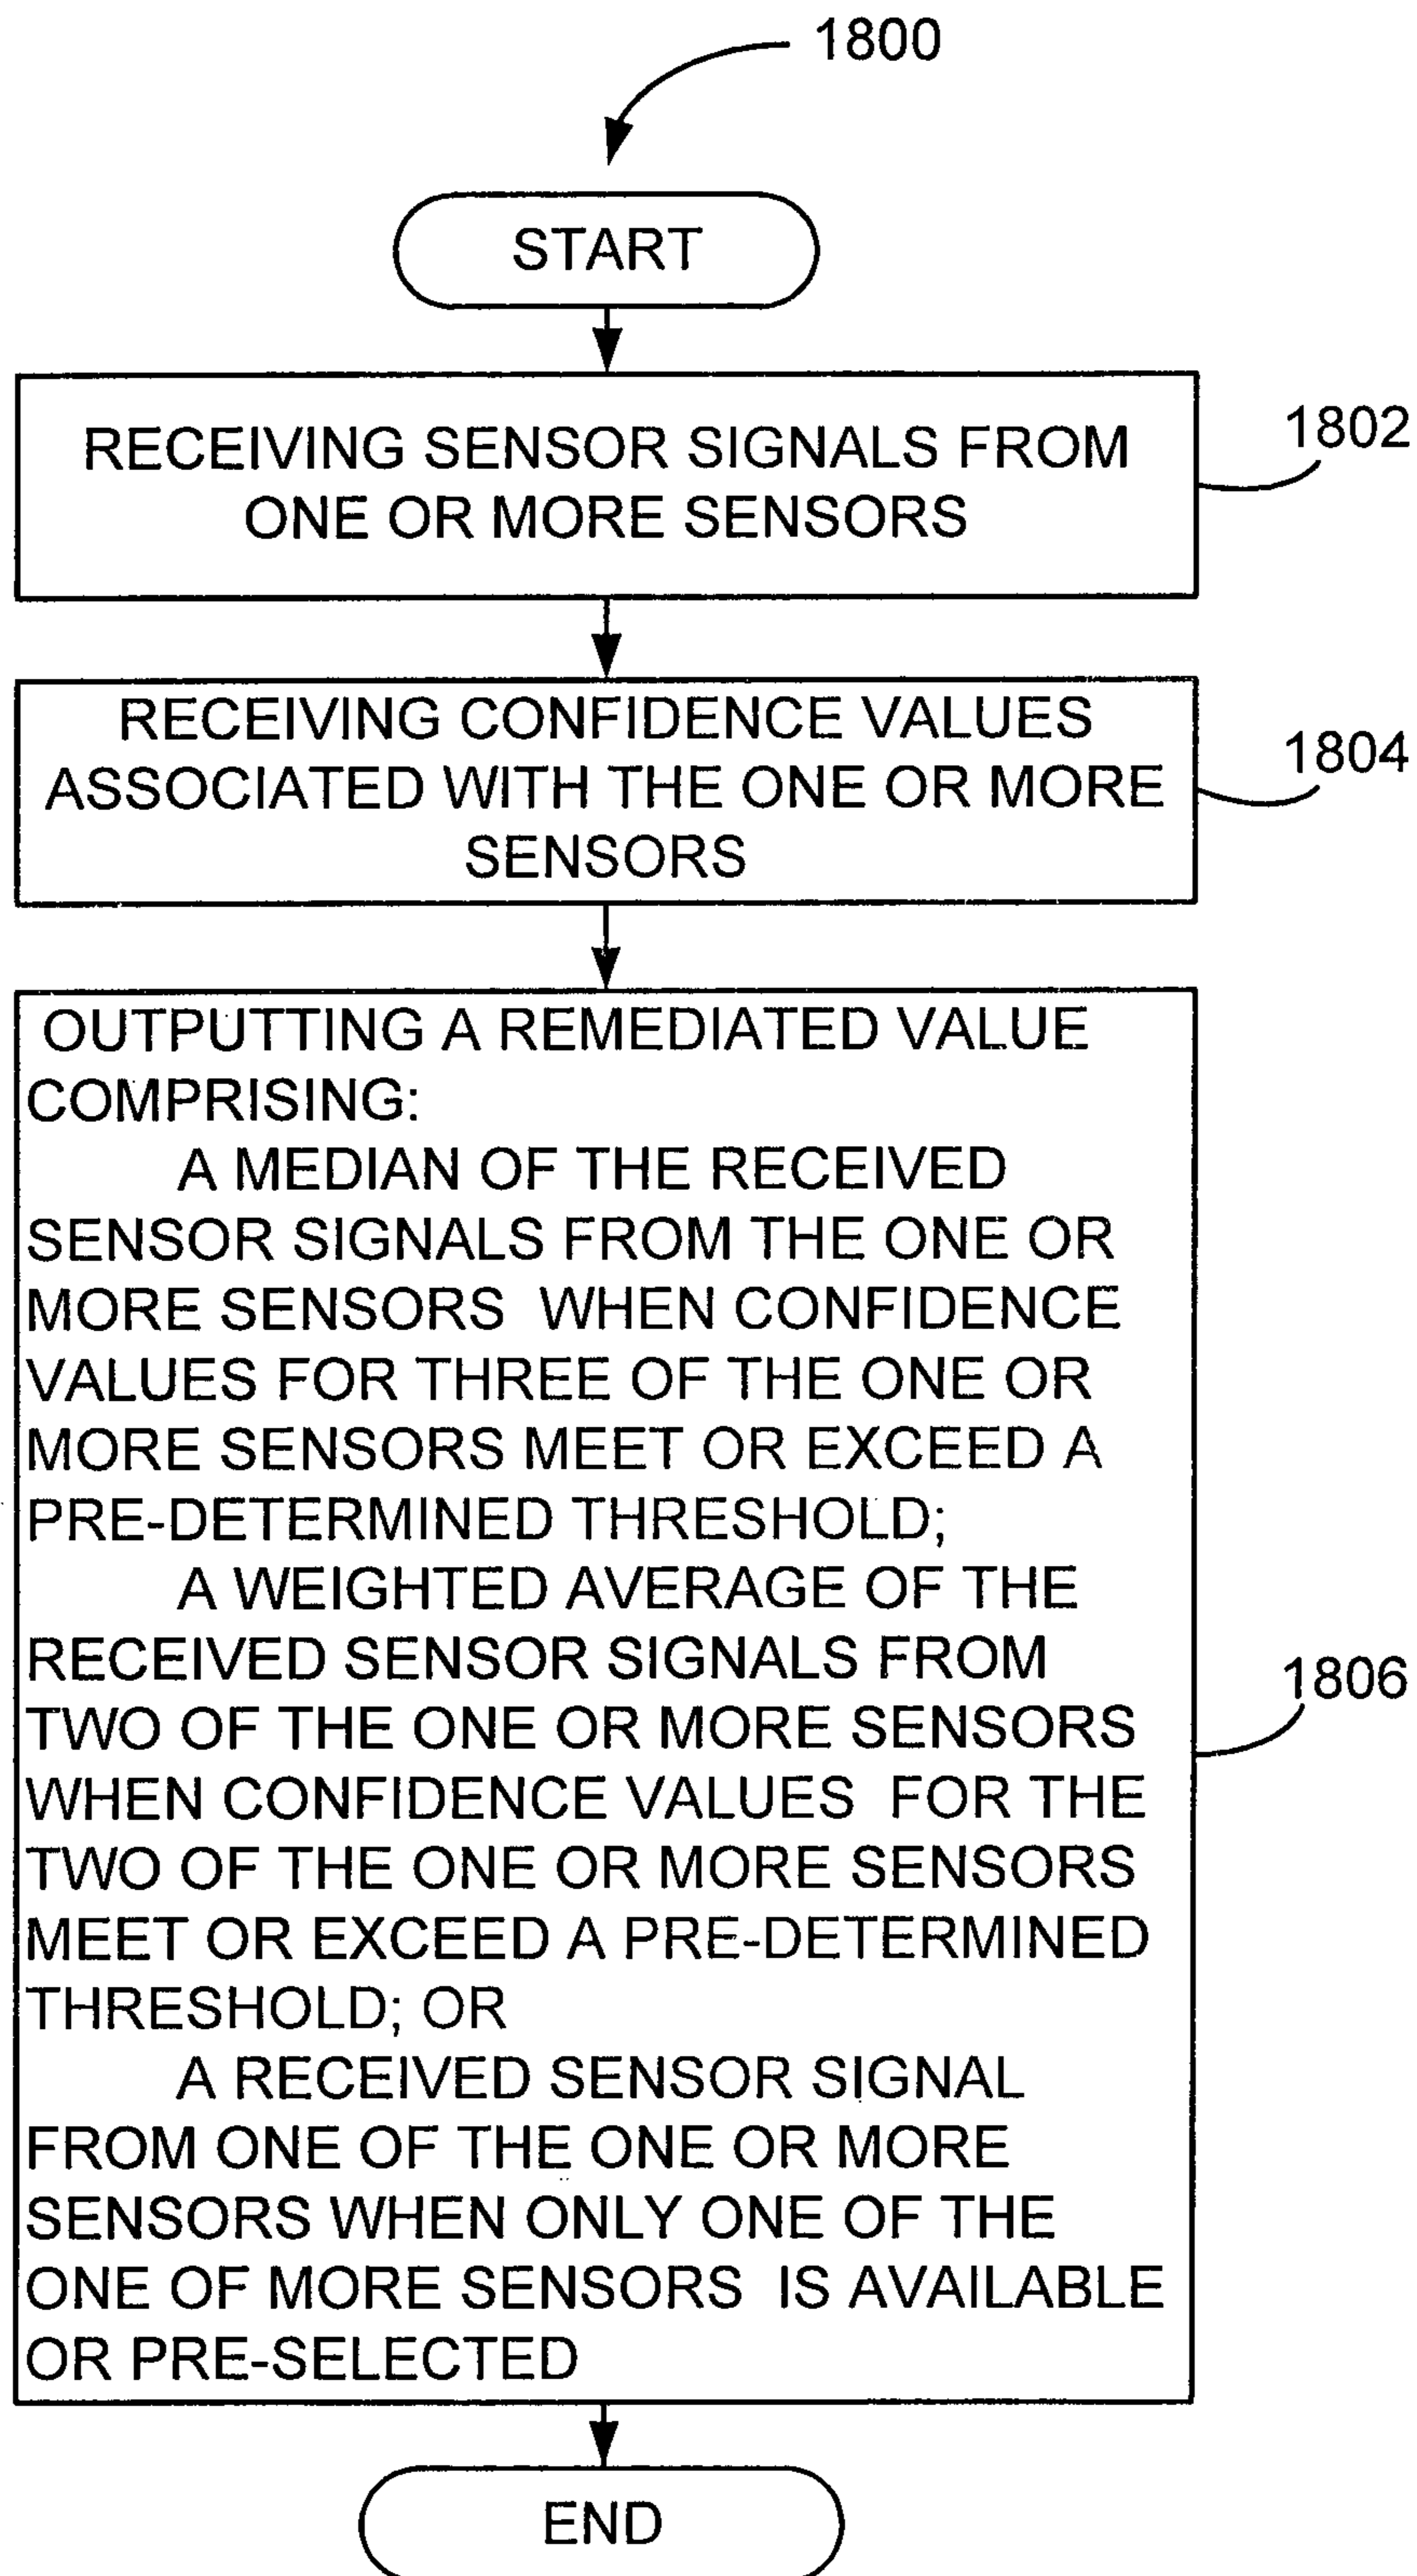 1800
START
RECEIVING SENSOR SIGNALS FROM
ONE OR MORE SENSORS
1802
RECEIVING CONFIDENCE VALUES
ASSOCIATED WITH THE ONE OR MORE
SENSORS
1804
OUTPUTTING A REMEDIATED VALUE
COMPRISING:
A MEDIAN OF THE RECEIVED
SENSOR SIGNALS FROM THE ONE OR
MORE SENSORS WHEN CONFIDENCE
VALUES FOR THREE OF THE ONE OR
MORE SENSORS MEET OR EXCEED A
PRE-DETERMINED THRESHOLD;
A WEIGHTED AVERAGE OF THE
RECEIVED SENSOR SIGNALS FROM
TWO OF THE ONE OR MORE SENSORS
WHEN CONFIDENCE VALUES FOR THE
TWO OF THE ONE OR MORE SENSORS
MEET OR EXCEED A PRE-DETERMINED
THRESHOLD; OR
A RECEIVED SENSOR SIGNAL
FROM ONE OF THE ONE OR MORE
SENSORS WHEN ONLY ONE OF THE
ONE OF MORE SENSORS IS AVAILABLE
OR PRE-SELECTED
1806
END